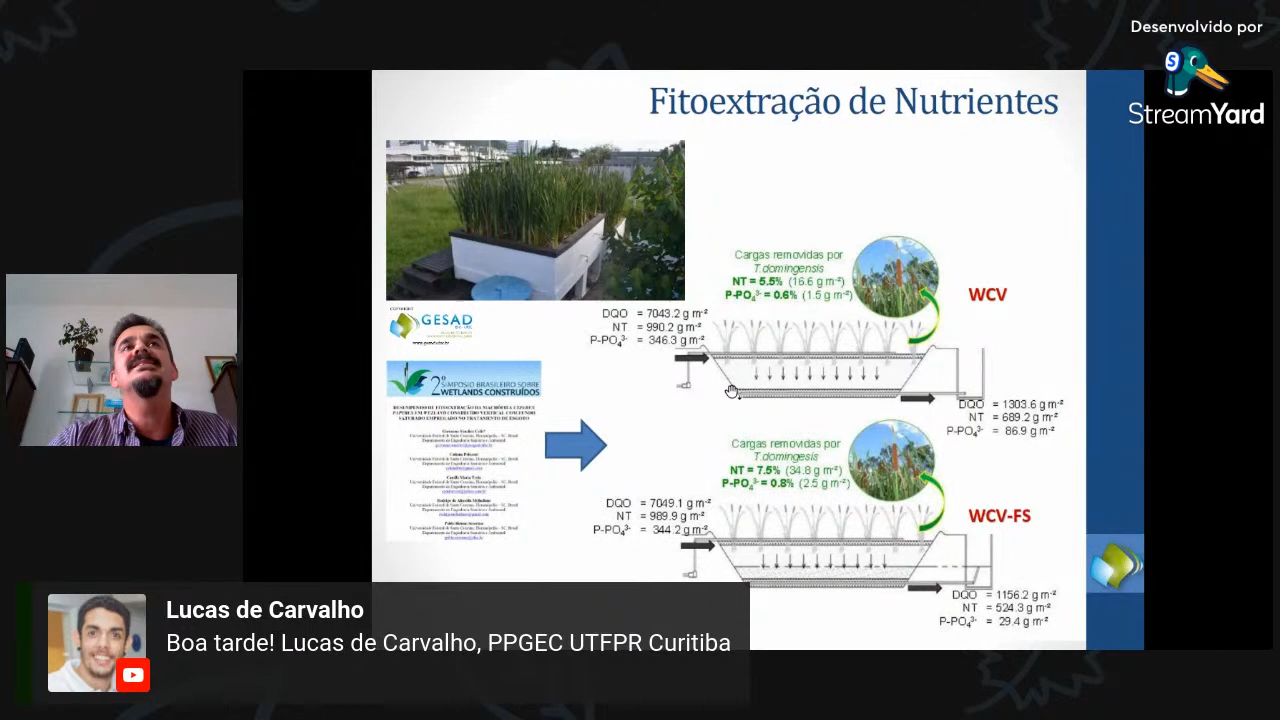 Desenvolvido por
StreamYard
Fitoextração de Nutrientes
Cargas removidas por
T.domingensis
NT = 5.5% (16.6 g m⁻²)
P-PO₄³⁻ = 0.6% (1.5 g m⁻²)
WCV
DQO = 7043.2 g m⁻²
NT = 990.2 g m⁻²
P-PO₄³⁻ = 346.3 g m⁻²
COPYRIGHT
GESAD
2º SIMPÓSIO BRASILEIRO SOBRE
WETLANDS CONSTRUÍDOS
DQO = 1303.6 g m⁻²
NT = 689.2 g m⁻²
P-PO₄³⁻ = 86.9 g m⁻²
Cargas removidas por
T.domingesis
NT = 7.5% (34.8 g m⁻²)
P-PO₄³⁻ = 0.8% (2.5 g m⁻²)
DQO = 7049.1 g m⁻²
NT = 989.9 g m⁻²
P-PO₄³⁻ = 344.2 g m⁻²
WCV-FS
DQO = 1156.2 g m⁻²
NT = 524.3 g m⁻²
P-PO₄³⁻ = 29.4 g m⁻²
Lucas de Carvalho
Boa tarde! Lucas de Carvalho, PPGEC UTFPR Curitiba